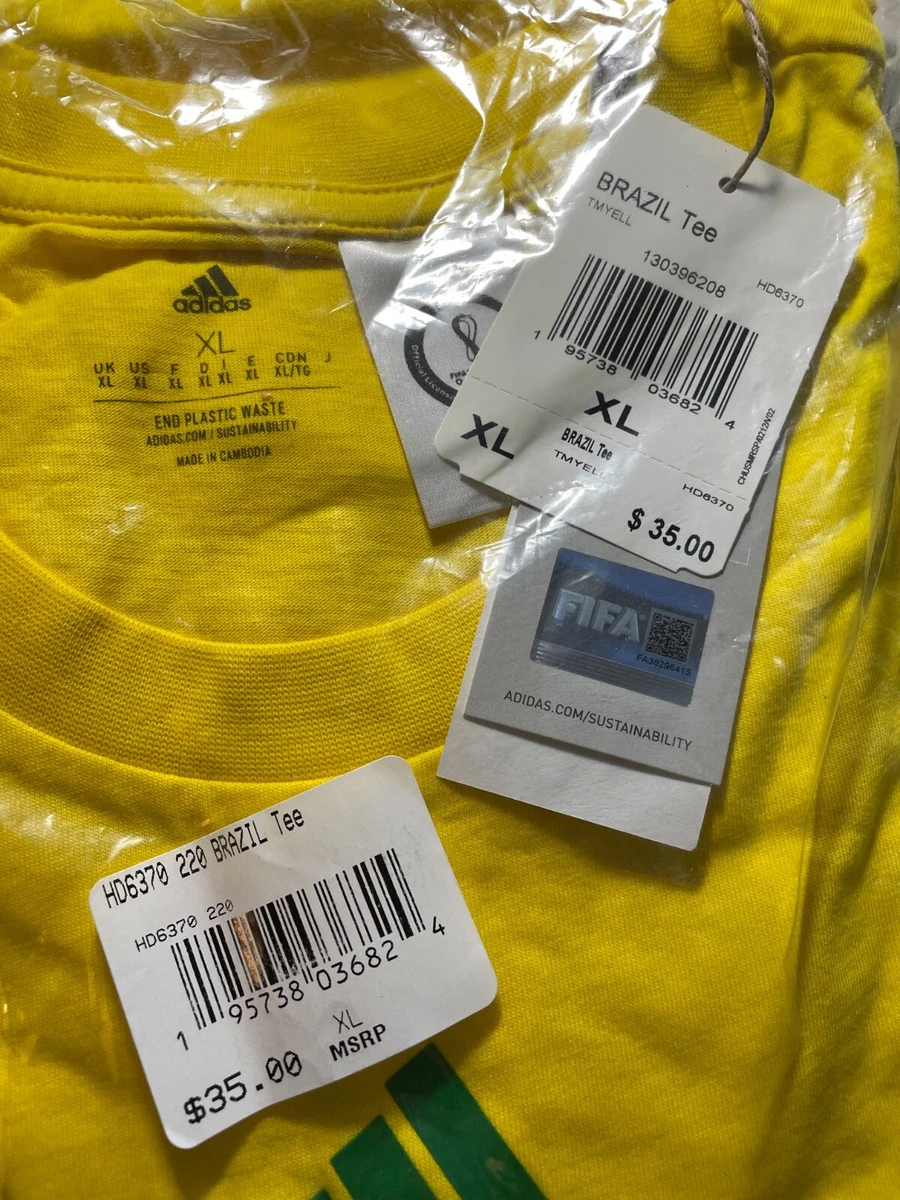 adidas
XL
UK US F D I E CDN J
XL XL XL XL XL XL XL/TG
END PLASTIC WASTE
ADIDAS.COM / SUSTAINABILITY
MADE IN CAMBODIA
Official
BRAZIL Tee
TMYELL
130396208
HD6370
1 95738 03682 4
XL
XL
BRAZIL Tee
TMYELL
HD6370
$ 35.00
FIFA
FA38296415
ADIDAS.COM/SUSTAINABILITY
HD6370 220 BRAZIL Tee
HD6370 220
1 95738 03682 4
XL
$35.00 MSRP